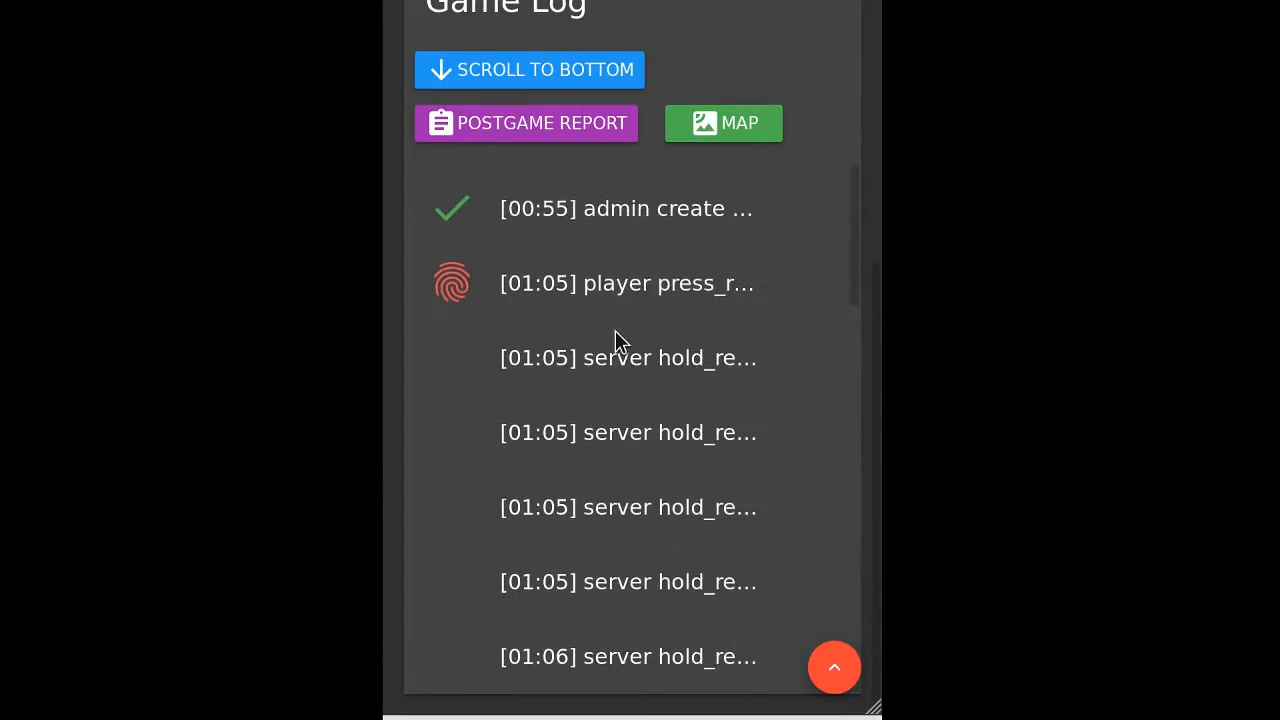 Game Log
SCROLL TO BOTTOM
POSTGAME REPORT
MAP
[00:55] admin create …
[01:05] player press_r…
[01:05] server hold_re…
[01:05] server hold_re…
[01:05] server hold_re…
[01:05] server hold_re…
[01:06] server hold_re…